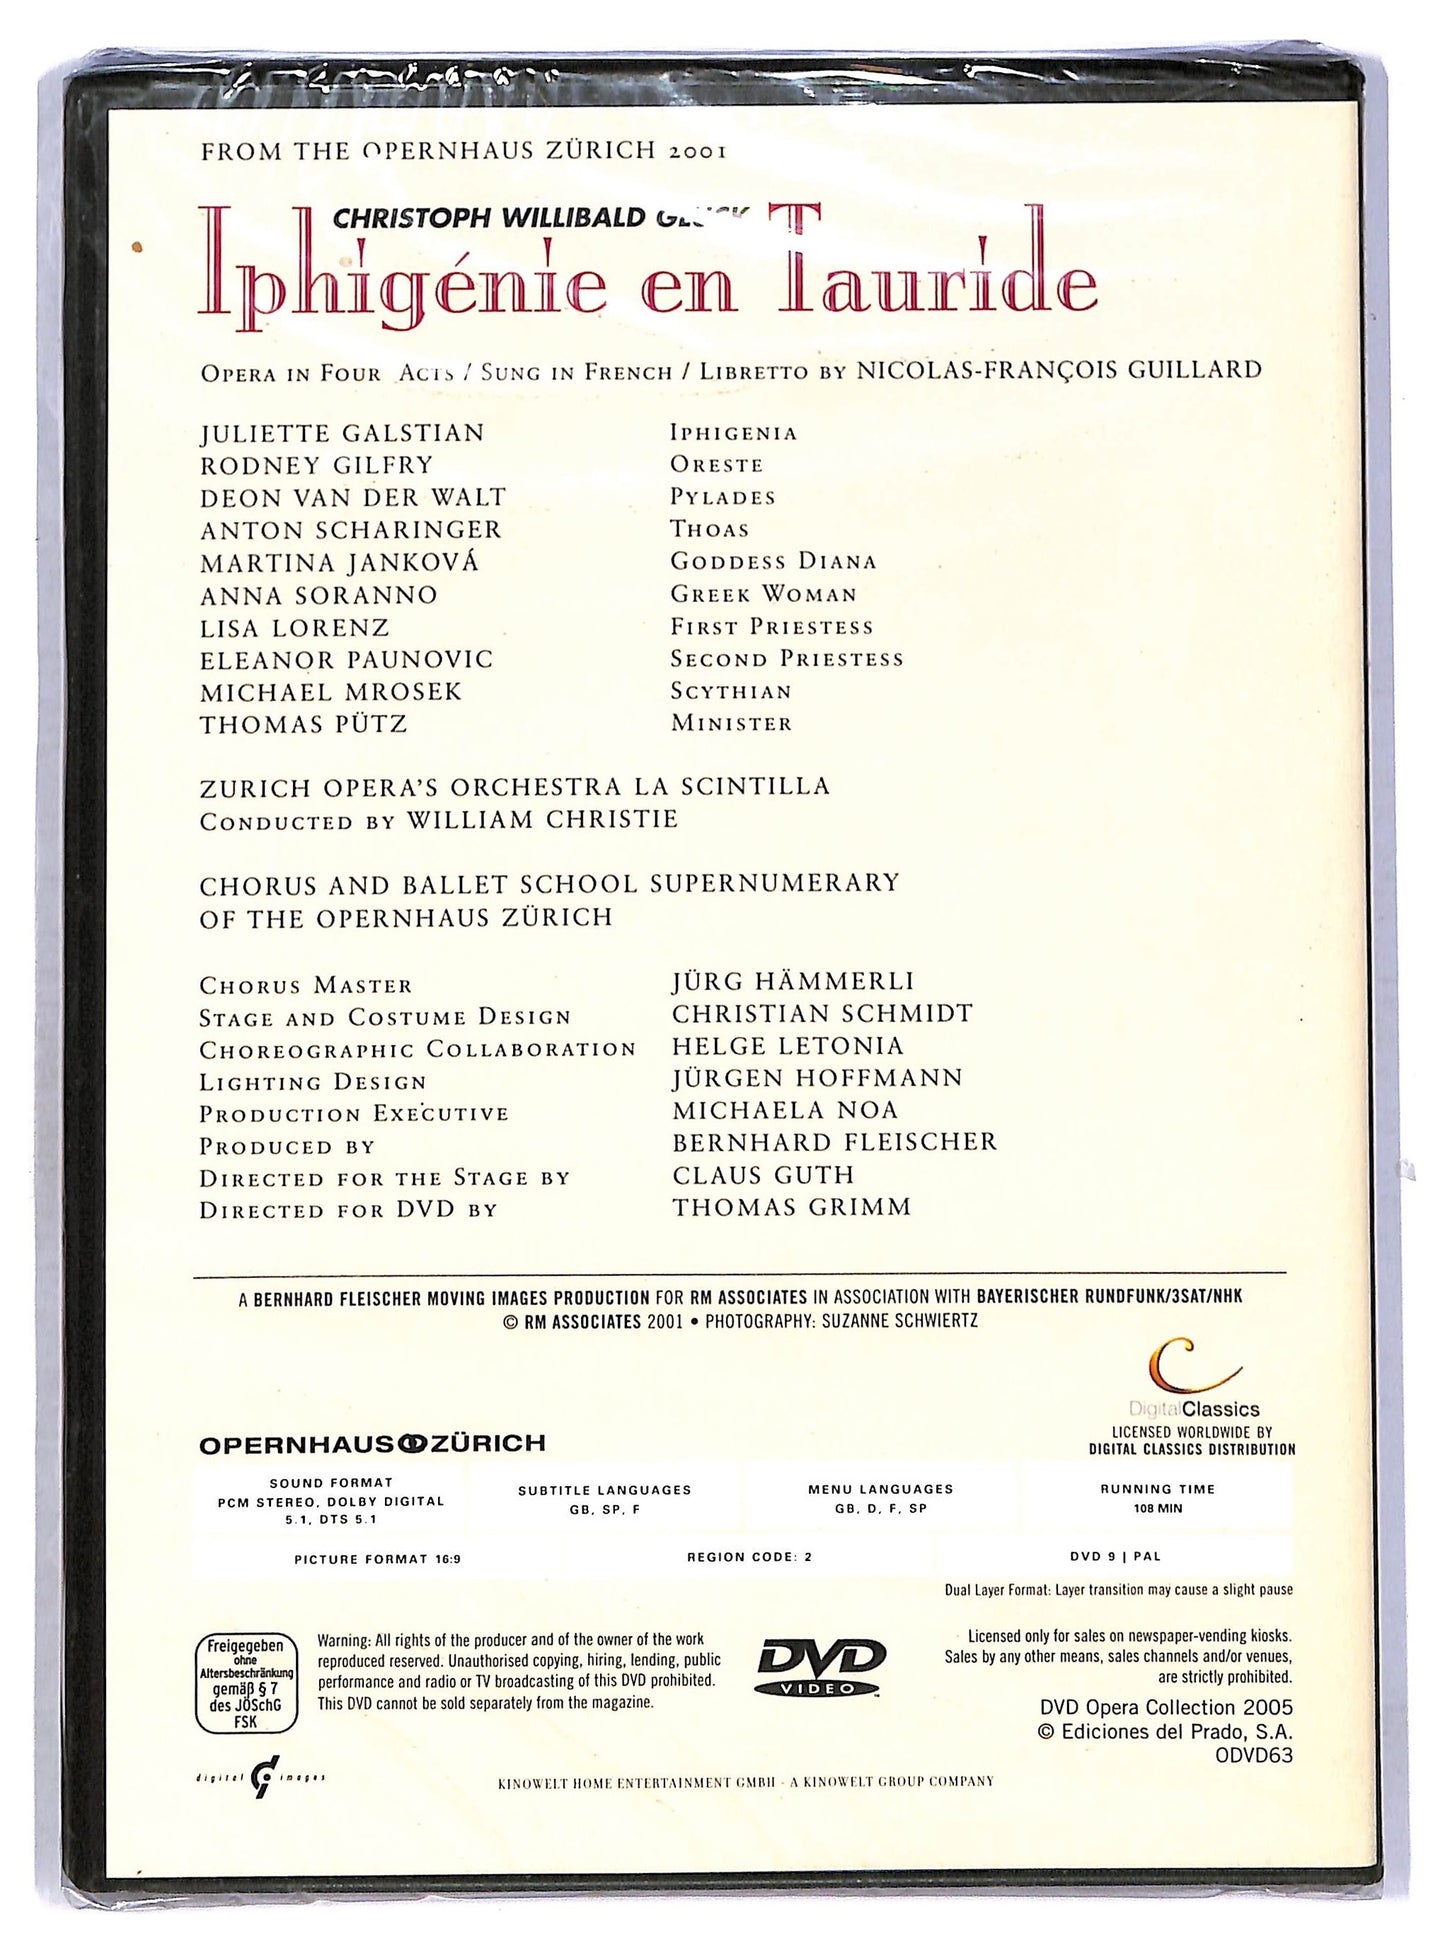 FROM THE OPERNHAUS ZÜRICH 2001
CHRISTOPH WILLIBALD GLUCK
Iphigénie en Tauride
OPERA IN FOUR ACTS / SUNG IN FRENCH / LIBRETTO BY NICOLAS-FRANÇOIS GUILLARD
JULIETTE GALSTIAN IPHIGENIA
RODNEY GILFRY ORESTE
DEON VAN DER WALT PYLADES
ANTON SCHARINGER THOAS
MARTINA JANKOVÁ GODDESS DIANA
ANNA SORANNO GREEK WOMAN
LISA LORENZ FIRST PRIESTESS
ELEANOR PAUNOVIC SECOND PRIESTESS
MICHAEL MROSEK SCYTHIAN
THOMAS PÜTZ MINISTER
ZURICH OPERA'S ORCHESTRA LA SCINTILLA
CONDUCTED BY WILLIAM CHRISTIE
CHORUS AND BALLET SCHOOL SUPERNUMERARY
OF THE OPERNHAUS ZÜRICH
CHORUS MASTER JÜRG HÄMMERLI
STAGE AND COSTUME DESIGN CHRISTIAN SCHMIDT
CHOREOGRAPHIC COLLABORATION HELGE LETONIA
LIGHTING DESIGN JÜRGEN HOFFMANN
PRODUCTION EXECUTIVE MICHAELA NOA
PRODUCED BY BERNHARD FLEISCHER
DIRECTED FOR THE STAGE BY CLAUS GUTH
DIRECTED FOR DVD BY THOMAS GRIMM
A BERNHARD FLEISCHER MOVING IMAGES PRODUCTION FOR RM ASSOCIATES IN ASSOCIATION WITH BAYERISCHER RUNDFUNK/3SAT/NHK
© RM ASSOCIATES 2001 • PHOTOGRAPHY: SUZANNE SCHWIERTZ
DigitalClassics
LICENSED WORLDWIDE BY
DIGITAL CLASSICS DISTRIBUTION
OPERNHAUS ZÜRICH
SOUND FORMAT
PCM STEREO, DOLBY DIGITAL
5.1, DTS 5.1
SUBTITLE LANGUAGES
GB, SP, F
MENU LANGUAGES
GB, D, F, SP
RUNNING TIME
108 MIN
PICTURE FORMAT 16:9
REGION CODE: 2
DVD 9 | PAL
Dual Layer Format: Layer transition may cause a slight pause
Freigegeben
ohne
Altersbeschränkung
gemäß § 7
des JÖSchG
FSK
Warning: All rights of the producer and of the owner of the work
reproduced reserved. Unauthorised copying, hiring, lending, public
performance and radio or TV broadcasting of this DVD prohibited.
This DVD cannot be sold separately from the magazine.
DVD
VIDEO
TM
Licensed only for sales on newspaper-vending kiosks.
Sales by any other means, sales channels and/or venues,
are strictly prohibited.
DVD Opera Collection 2005
© Ediciones del Prado, S.A.
ODVD63
digital images
KINOWELT HOME ENTERTAINMENT GMBH - A KINOWELT GROUP COMPANY